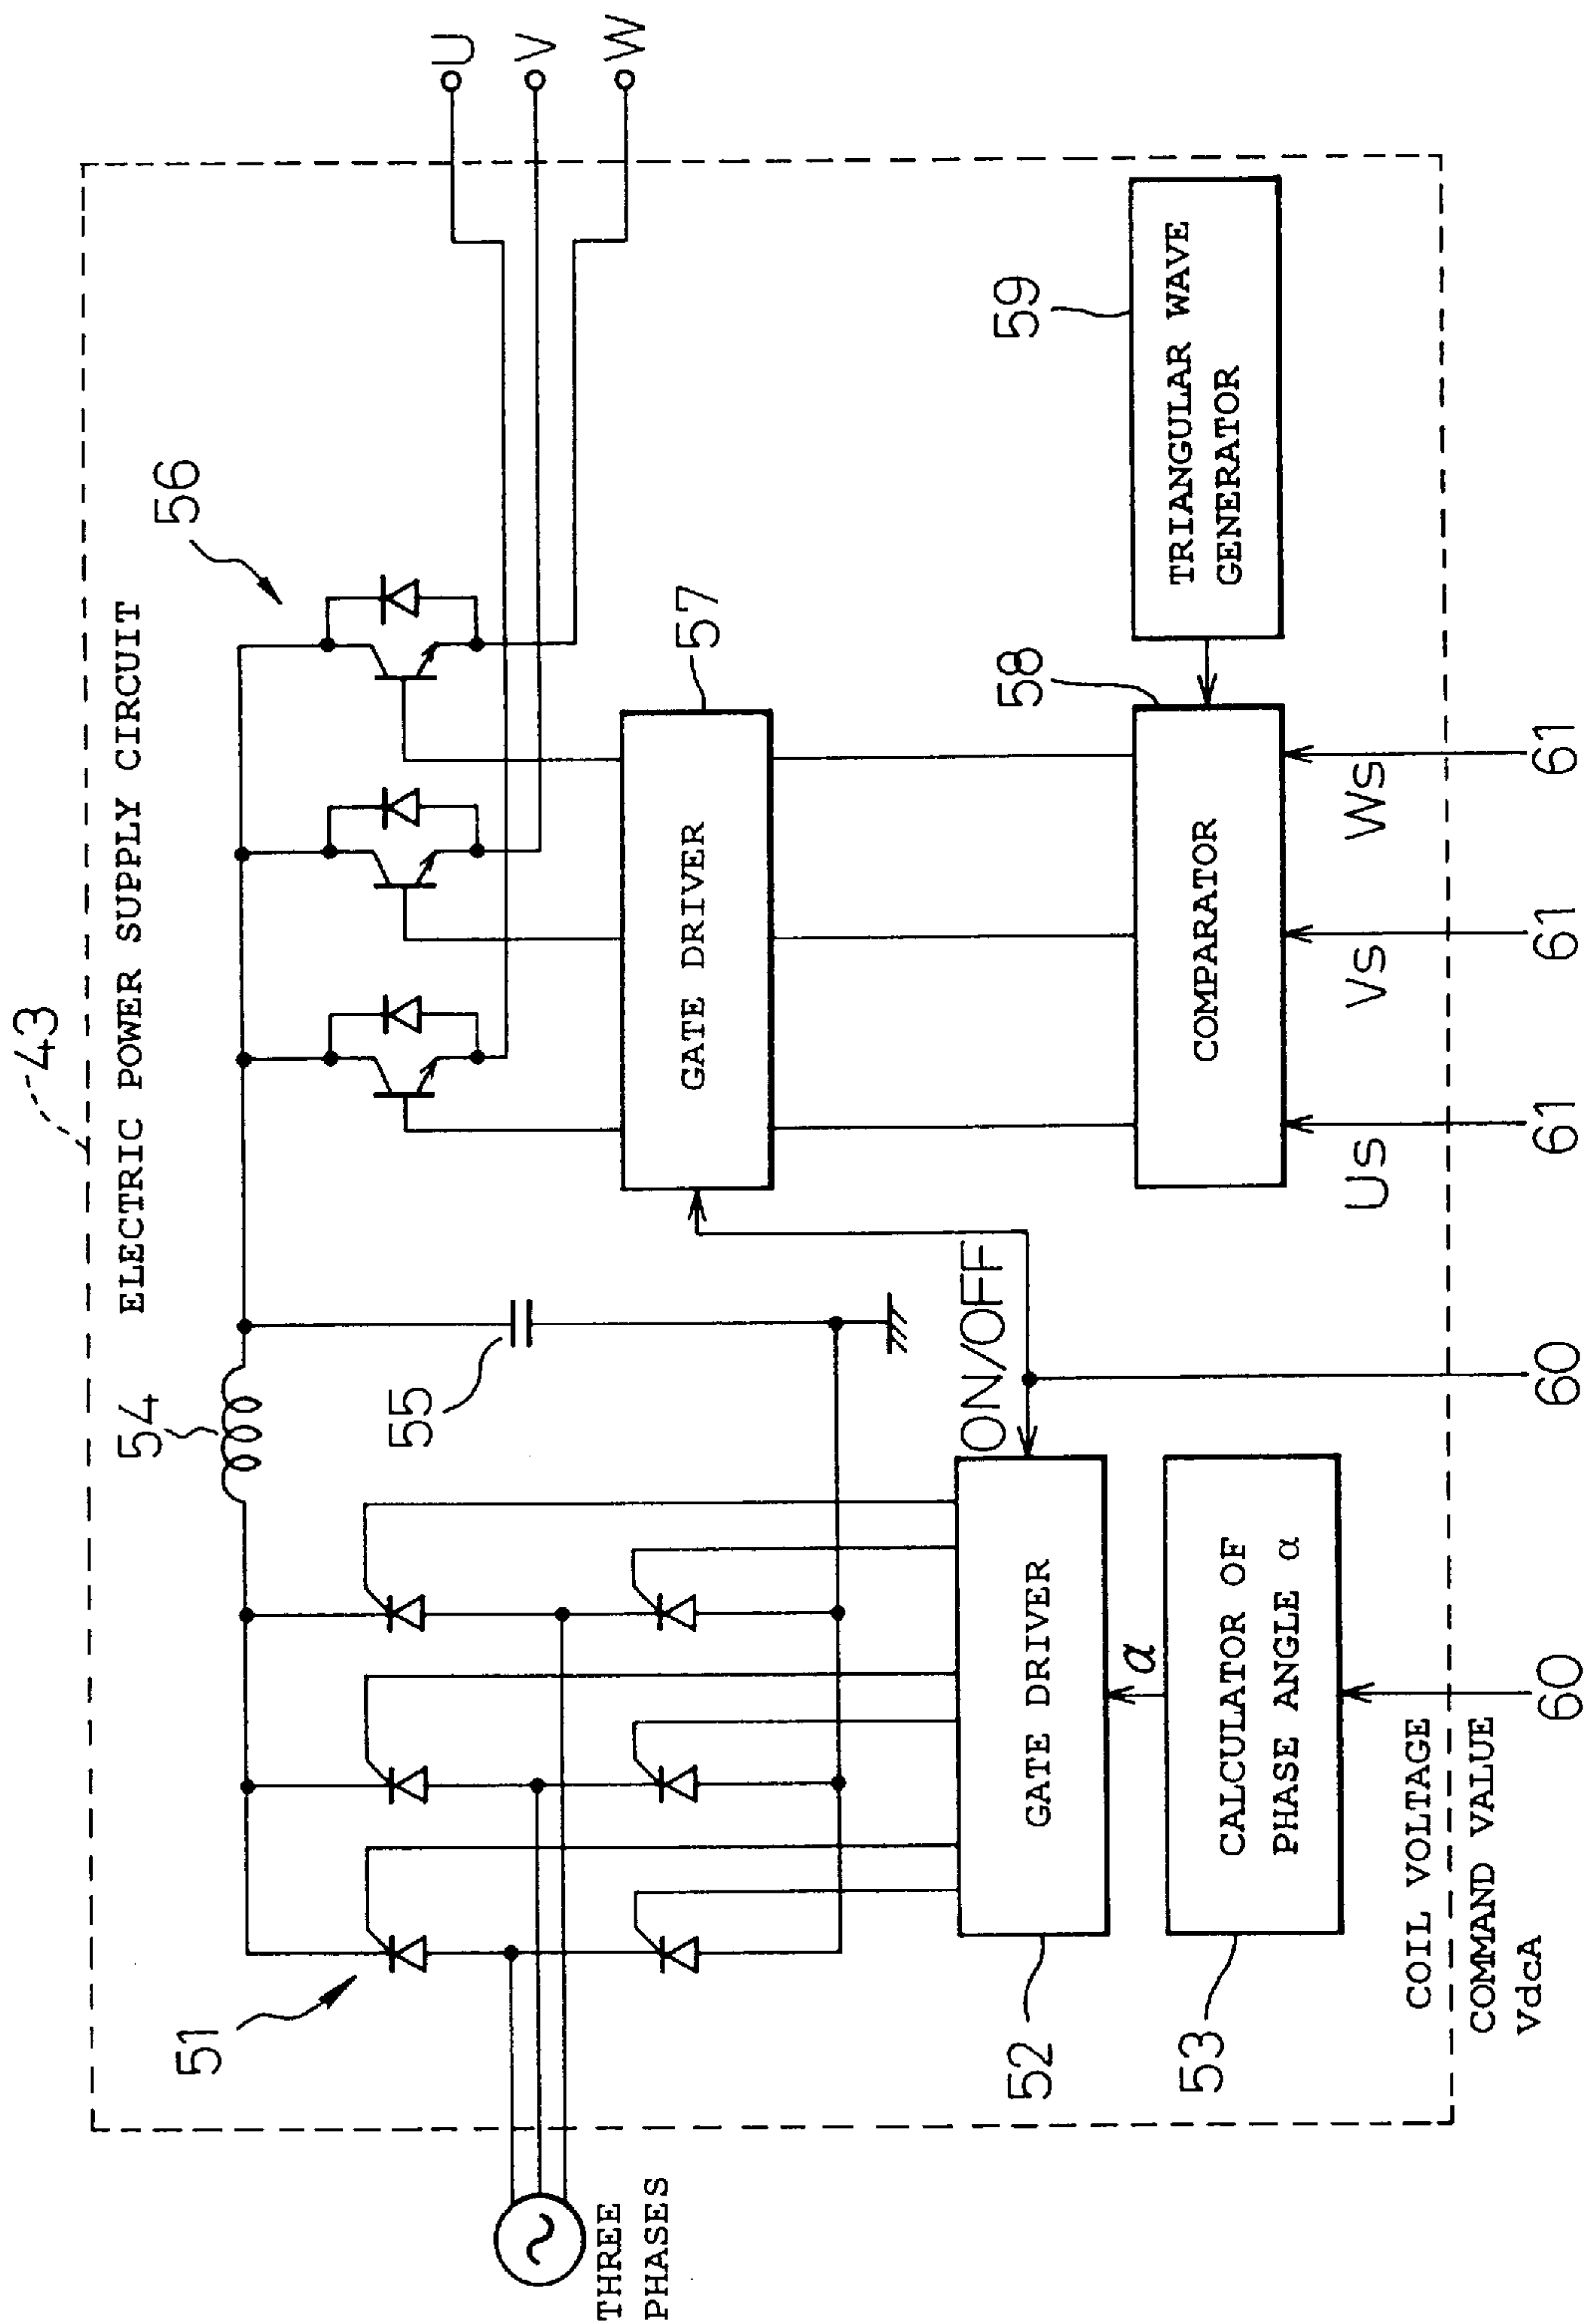 43
ELECTRIC POWER SUPPLY CIRCUIT
54
55
56
51
U
V
W
THREE
PHASES
57
GATE DRIVER
ON/OFF
52
GATE DRIVER
α
53
CALCULATOR OF
PHASE ANGLE α
58
COMPARATOR
59
TRIANGULAR WAVE
GENERATOR
Us
Vs
Ws
COIL VOLTAGE
COMMAND VALUE
VdcA
60
60
61
61
61